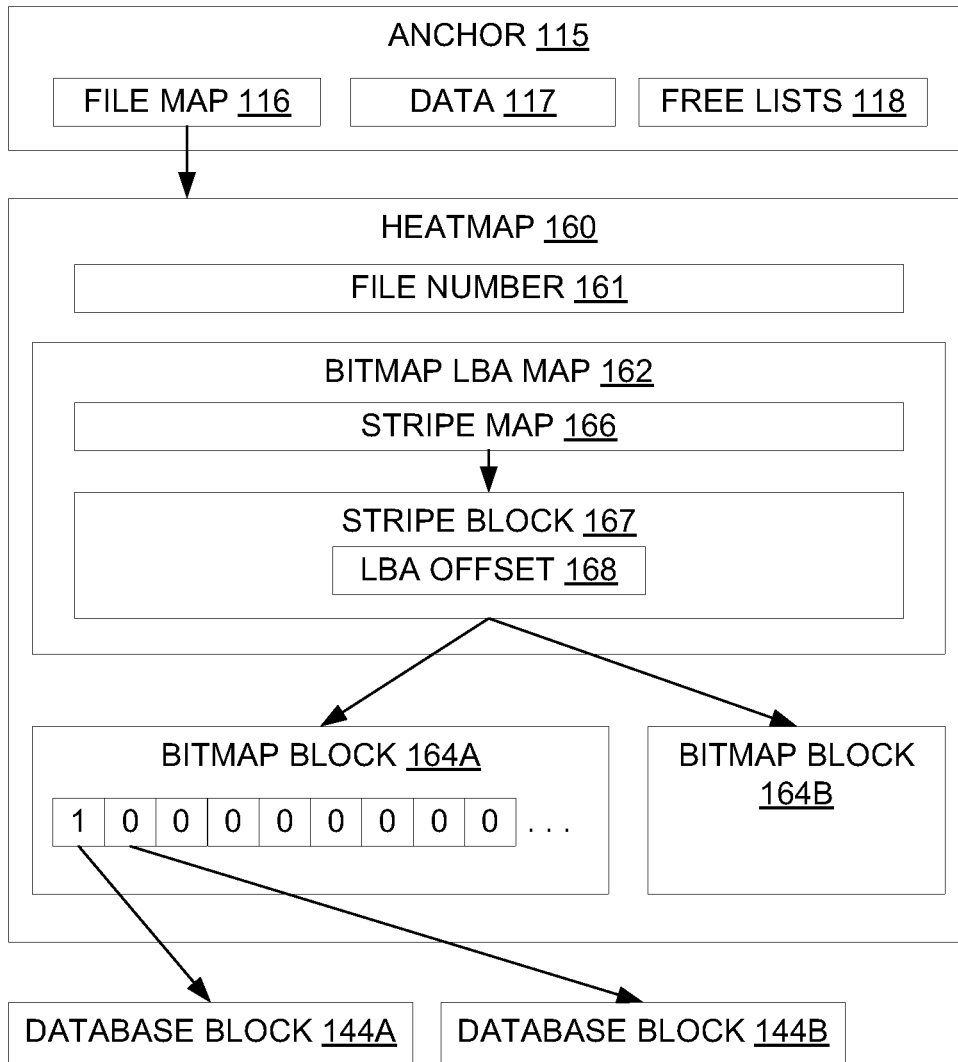 ANCHOR 115
FILE MAP 116 DATA 117 FREE LISTS 118
HEATMAP 160
FILE NUMBER 161
BITMAP LBA MAP 162
STRIPE MAP 166
STRIPE BLOCK 167
LBA OFFSET 168
BITMAP BLOCK 164A
1 0 0 0 0 0 0 0 0 . . .
BITMAP BLOCK
164B
DATABASE BLOCK 144A DATABASE BLOCK 144B